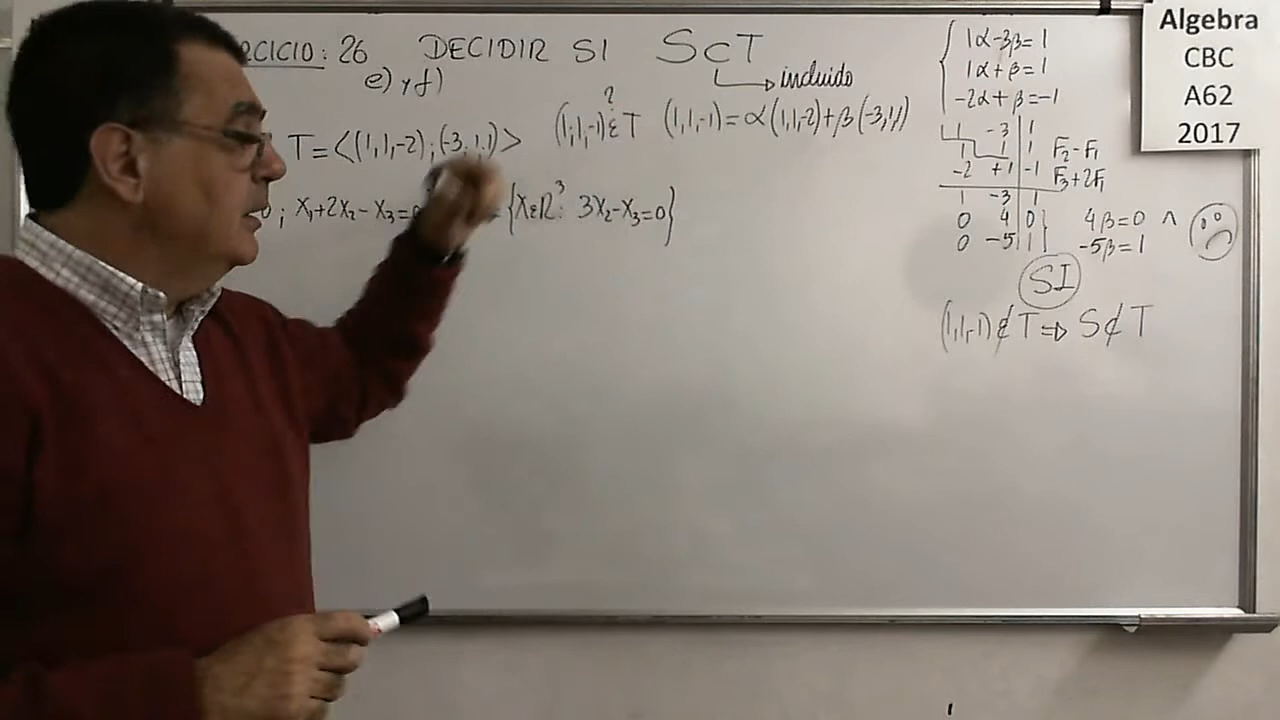 RCICIO: 26 DECIDIR SI S⊂T
incluido
e) y f)
T=<(1,1,-2);(-3,1,1)>
?
(1,1,-1) ∈ T (1,1,-1)=α(1,1,-2)+β(-3,1,1)
0; X₁+2X₂-X₃=0
={X∈ℝ³: 3X₂-X₃=0}
1α-3β=1
1α+β=1
-2α+β=-1
1 -3 | 1
1 1 | 1 F₂-F₁
-2 +1 | -1 F₃+2F₁
1 -3 | 1
0 4 | 0 4β=0 ∧
0 -5 | 1 -5β=1
SI
(1,1,-1)∉T ⇒ S⊄T
Algebra
CBC
A62
2017